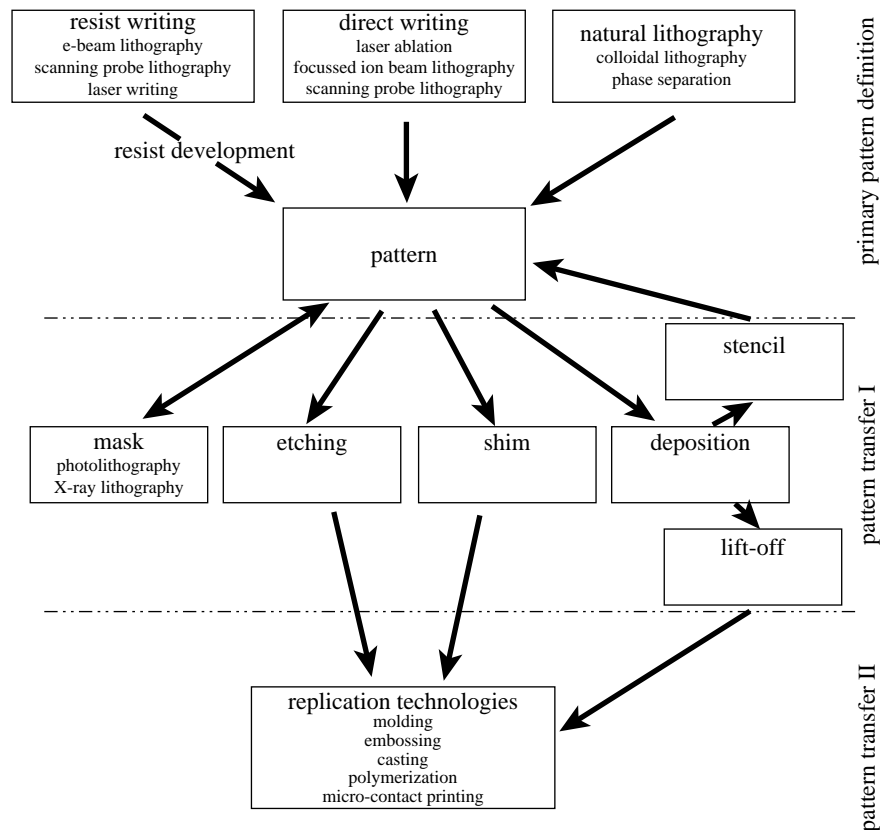 resist writing
e-beam lithography
scanning probe lithography
laser writing
direct writing
laser ablation
focussed ion beam lithography
scanning probe lithography
natural lithography
colloidal lithography
phase separation
primary pattern definition
resist development
pattern
stencil
mask
photolithography
X-ray lithography
etching
shim
deposition
pattern transfer I
lift-off
replication technologies
molding
embossing
casting
polymerization
micro-contact printing
pattern transfer II